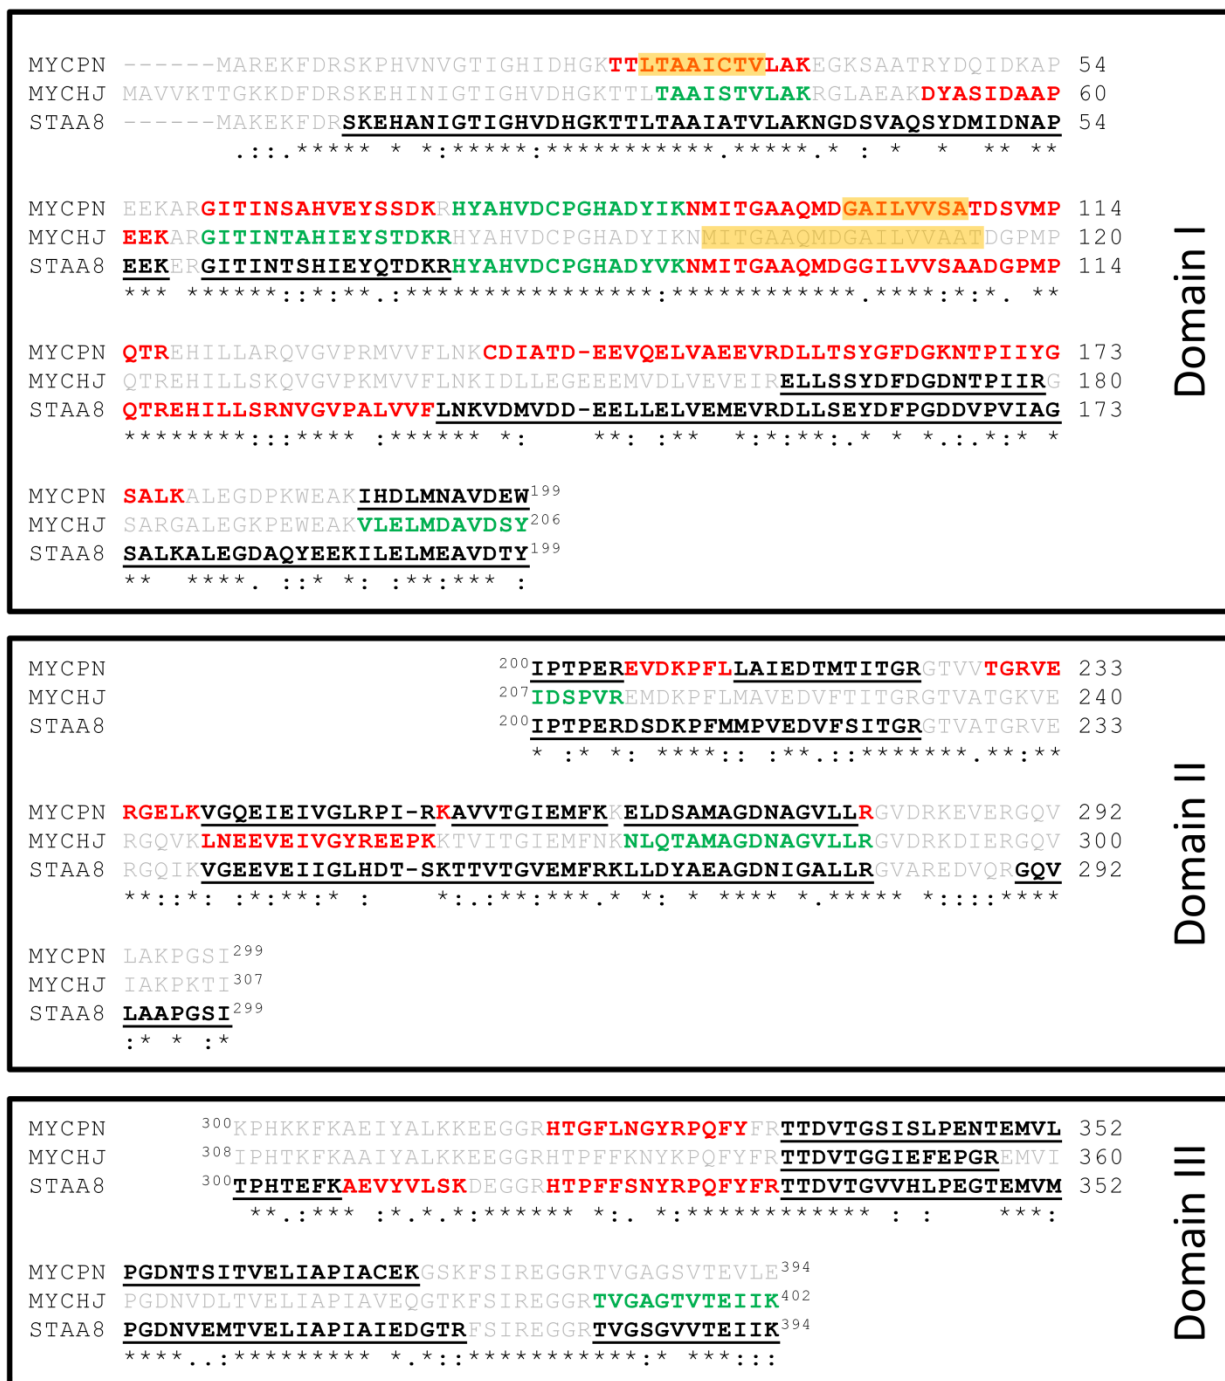 MYCPN ------MAREKFDRSKPHVNVGTIGHIDHGKTTLTAAICTVLAKEGKSAATRYDQIDKAP 54
MYCHJ MAVVKTTGKKDFDRSKEHINIGTIGHVDHGKTTLTAAISTVLAKRGLAEAKDYASIDAAP 60
STAA8 ------MAKEKFDRSKEHANIGTIGHVDHGKTTLTAAIATVLAKNGDSVAQSYDMIDNAP 54
.::.***** * *:*****:************.*****.* : *  *  ** **
MYCPN EEKARGITINSAHVEYSSDKRHYAHVDCPGHADYIKNMITGAAQMDGAILVVSATDSVMP 114
MYCHJ EEKARGITINTAHIEYSTDKRHYAHVDCPGHADYIKNMITGAAQMDGAILVVAATDGPMP 120
STAA8 EEKERGITINTSHIEYQTDKRHYAHVDCPGHADYVKNMITGAAQMDGGILVVSAADGPMP 114
*** ******::*:**.:****************:************.****:*:*. **
MYCPN QTREHILLARQVGVPRMVVFLNKCDIATD-EEVQELVAEEVRDLLTSYGFDGKNTPIIYG 173
MYCHJ QTREHILLSKQVGVPKMVVFLNKIDLLEGEEEMVDLVEVEIRELLSSYDFDGDNTPIIRG 180
STAA8 QTREHILLSRNVGVPALVVFLNKVDMVDD-EELLELVEMEVRDLLSEYDFPGDDVPVIAG 173
********:::**** :****** *:    **: :**  *:*:**:.* * *.:.*:* *
MYCPN SALKALEGDPKWEAKIHDLMNAVDEW199
MYCHJ SARGALEGKPEWEAKVLELMDAVDSY206
STAA8 SALKALEGDAQYEEKILELMEAVDTY199
**  ****. ::* *: :**:*** :
Domain I
MYCPN 200IPTPEREVDKPFLLAIEDTMTITGRGTVVTGRVE 233
MYCHJ 207IDSPVREMDKPFLMAVEDVFTITGRGTVATGKVE 240
STAA8 200IPTPERDSDKPFMMPVEDVFSITGRGTVATGRVE 233
* :* *: ****:: :**.::*******.**:**
MYCPN RGELKVGQEIEIVGLRPI-RKAVVTGIEMFKKELDSAMAGDNAGVLLRGVDRKEVERGQV 292
MYCHJ RGQVKLNEEVEIVGYREEPKKTVITGIEMFNKNLQTAMAGDNAGVLLRGVDRKDIERGQV 300
STAA8 RGQIKVGEEVEIIGLHDT-SKTTVTGVEMFRKLLDYAEAGDNIGALLRGVAREDVQRGQV 292
**::*: :*:**:* :    *:.:**:***.* *: * **** *.***** *::::****
MYCPN LAKPGSI299
MYCHJ IAKPKTI307
STAA8 LAAPGSI299
:* * :*
Domain II
MYCPN 300KPHKKFKAEIYALKKEEGGRHTGFLNGYRPQFYFRTTDVTGSISLPENTEMVL 352
MYCHJ 308IPHTKFKAAIYALKKEEGGRHTPFFKNYKPQFYFRTTDVTGGIEFEPGREMVI 360
STAA8 300TPHTEFKAEVYVLSKDEGGRHTPFFSNYRPQFYFRTTDVTGVVHLPEGTEMVM 352
**.:*** :*.*.*:****** *:. *:************ : :    ***:
MYCPN PGDNTSITVELIAPIACEKGSKFSIREGGRTVGAGSVTEVLE394
MYCHJ PGDNVDLTVELIAPIAVEQGTKFSIREGGRTVGAGTVTEIIK402
STAA8 PGDNVEMTVELIAPIAIEDGTRFSIREGGRTVGSGVVTEIIK394
****..:********* *.*::***********:* ***:::
Domain III